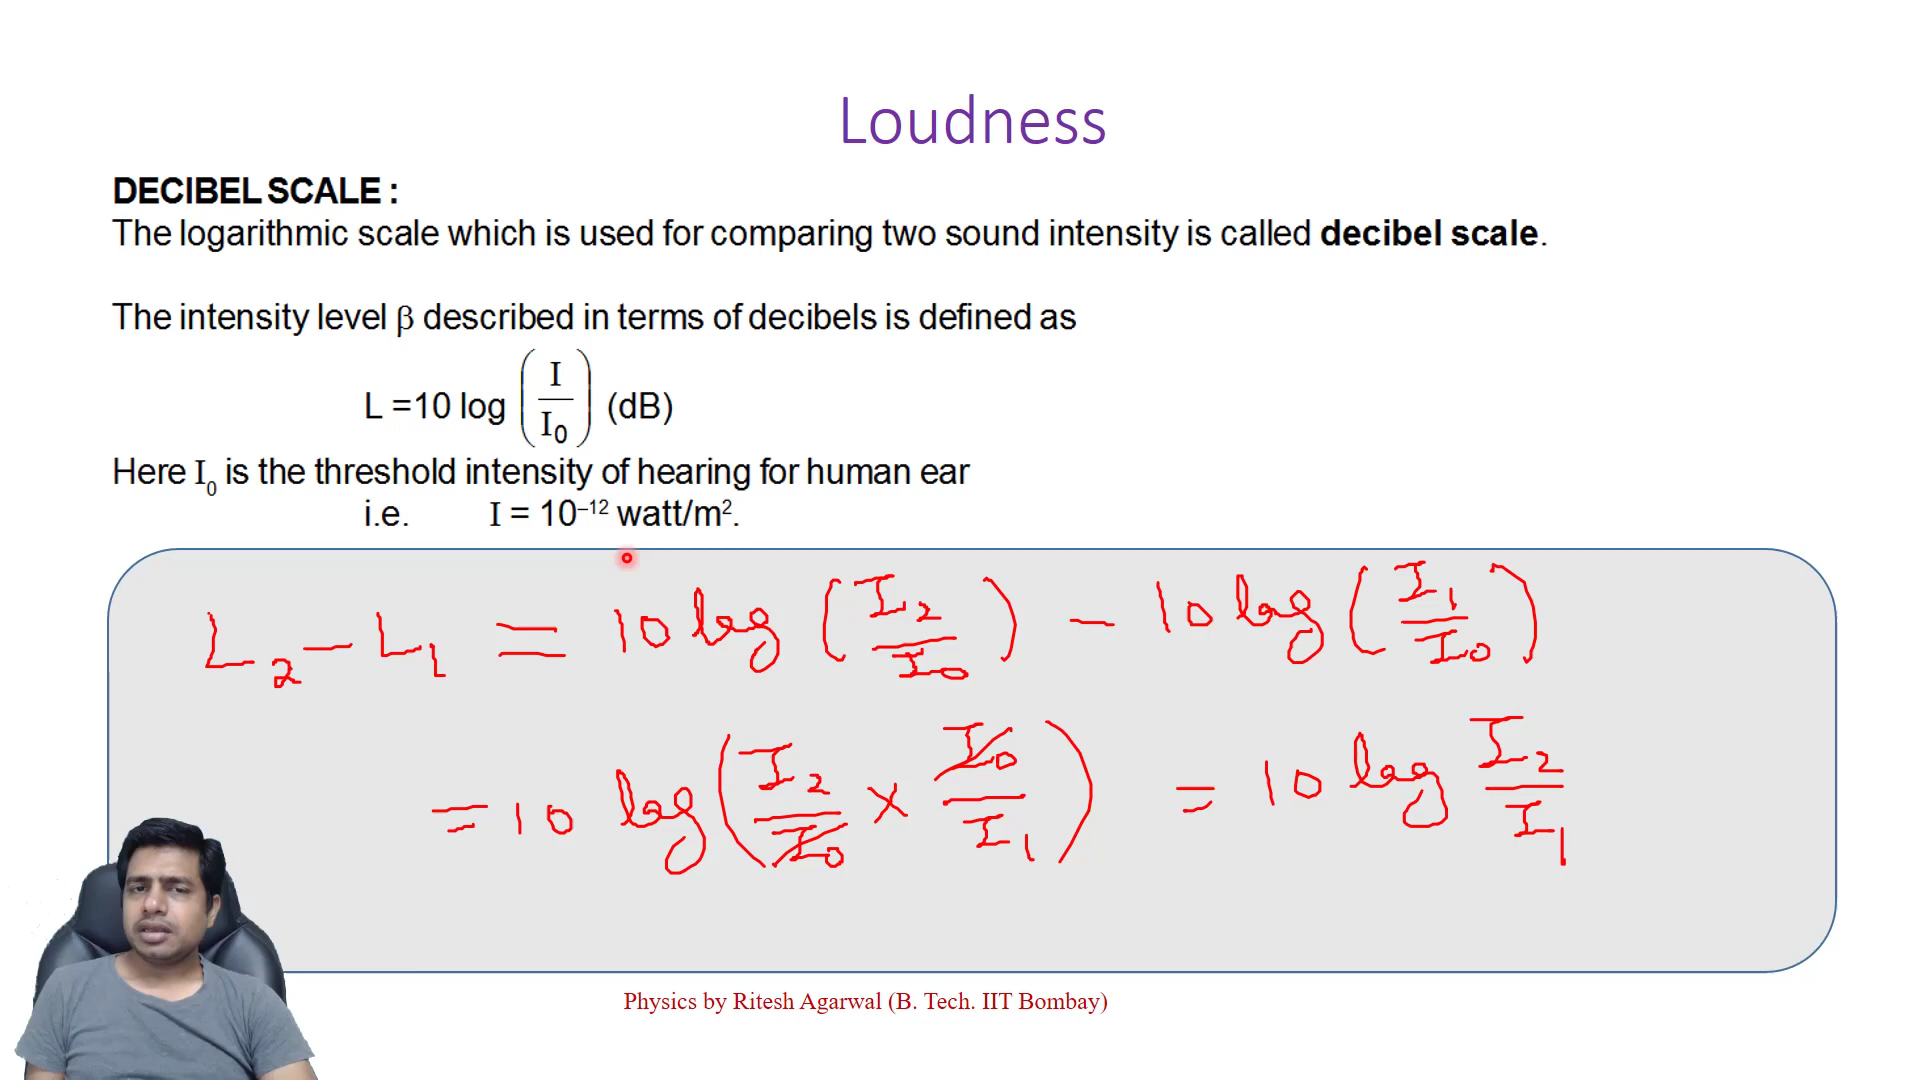 Loudness
DECIBEL SCALE :
The logarithmic scale which is used for comparing two sound intensity is called decibel scale.
The intensity level β described in terms of decibels is defined as
L =10 log (I/I₀) (dB)
Here I₀ is the threshold intensity of hearing for human ear
i.e. I = 10⁻¹² watt/m².
L₂ - L₁ = 10 log (I₂/I₀) - 10 log (I₁/I₀)
= 10 log (I₂/I₀ × I₀/I₁) = 10 log I₂/I₁
Physics by Ritesh Agarwal (B. Tech. IIT Bombay)